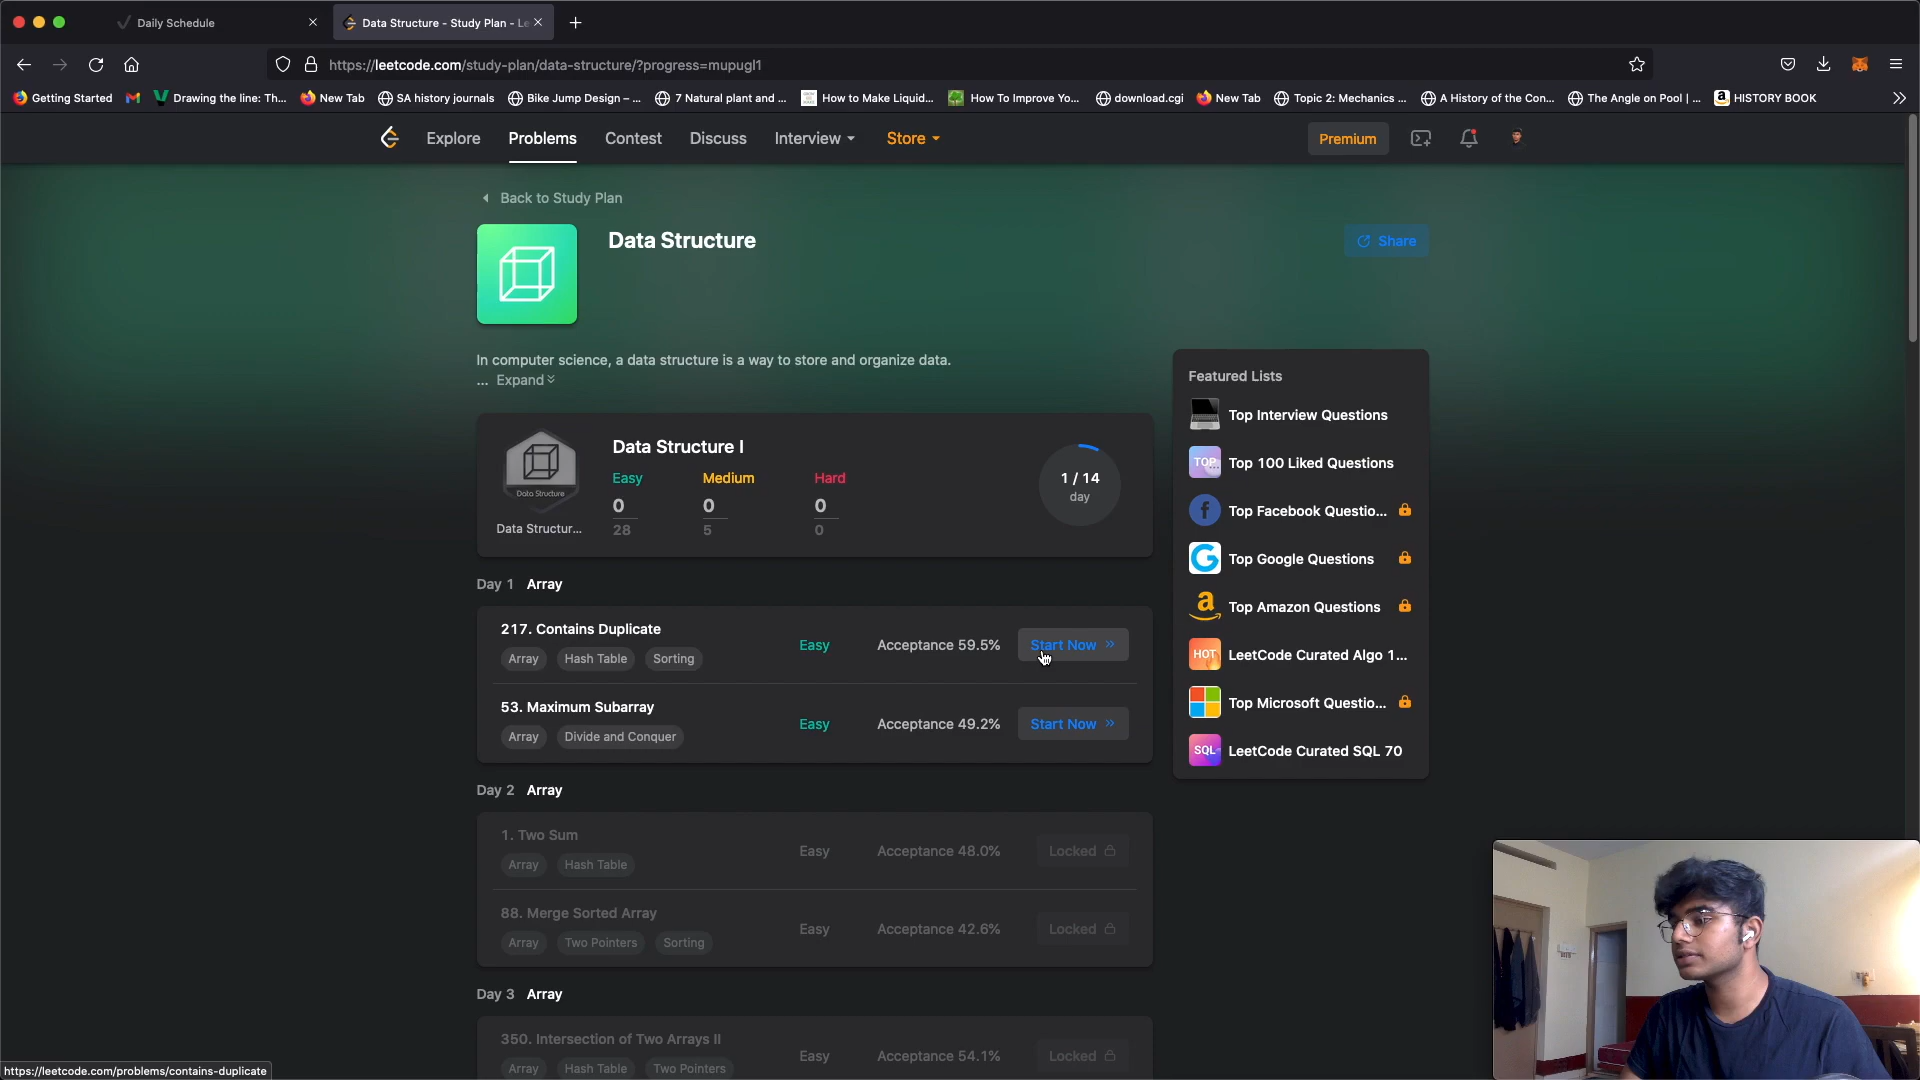 Daily Schedule
Data Structure - Study Plan - Le
https://leetcode.com/study-plan/data-structure/?progress=mupugl1
Getting Started
Drawing the line: Th...
New Tab
SA history journals
Bike Jump Design – ...
7 Natural plant and ...
How to Make Liquid...
How To Improve Yo...
download.cgi
New Tab
Topic 2: Mechanics ...
A History of the Con...
The Angle on Pool | ...
HISTORY BOOK
Explore
Problems
Contest
Discuss
Interview
Store
Premium
Back to Study Plan
Data Structure
Share
In computer science, a data structure is a way to store and organize data.
... Expand
Data Structure
Data Structur...
Data Structure I
Easy
Medium
Hard
0
0
0
28
5
0
1 / 14
day
Day 1 Array
217. Contains Duplicate
Array Hash Table Sorting
Easy
Acceptance 59.5%
Start Now
53. Maximum Subarray
Array Divide and Conquer
Easy
Acceptance 49.2%
Start Now
Day 2 Array
1. Two Sum
Array Hash Table
Easy
Acceptance 48.0%
Locked
88. Merge Sorted Array
Array Two Pointers Sorting
Easy
Acceptance 42.6%
Locked
Day 3 Array
350. Intersection of Two Arrays II
Array Hash Table Two Pointers
Easy
Acceptance 54.1%
Locked
Featured Lists
Top Interview Questions
TOP... Top 100 Liked Questions
Top Facebook Questio...
Top Google Questions
Top Amazon Questions
HOT LeetCode Curated Algo 1...
Top Microsoft Questio...
SQL LeetCode Curated SQL 70
https://leetcode.com/problems/contains-duplicate